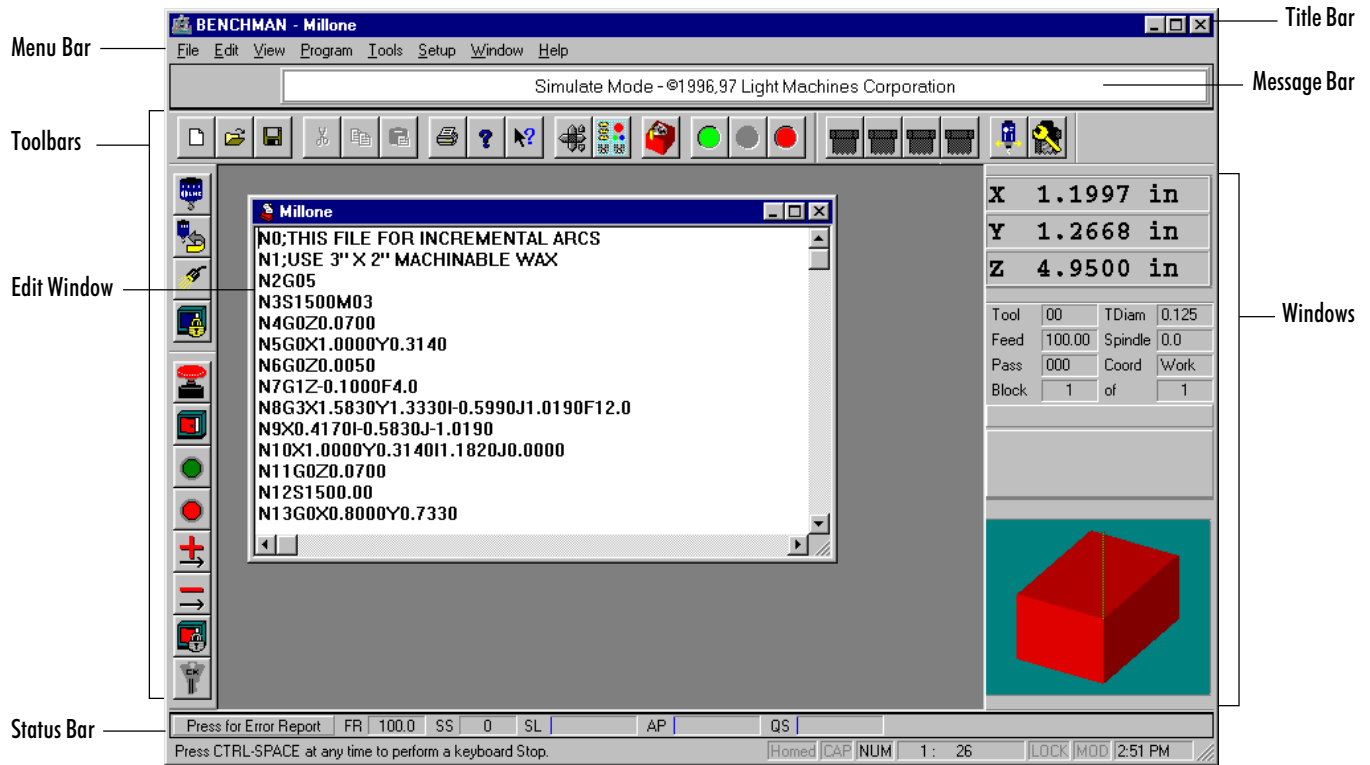 BENCHMAN - Millone
Title Bar
Menu Bar
File Edit View Program Tools Setup Window Help
Simulate Mode - ©1996,97 Light Machines Corporation
Message Bar
Toolbars
Edit Window
Millone
N0;THIS FILE FOR INCREMENTAL ARCS
N1;USE 3" X 2" MACHINABLE WAX
N2G05
N3S1500M03
N4G0Z0.0700
N5G0X1.0000Y0.3140
N6G0Z0.0050
N7G1Z-0.1000F4.0
N8G3X1.5830Y1.3330I-0.5990J1.0190F12.0
N9X0.4170I-0.5830J-1.0190
N10X1.0000Y0.3140I1.1820J0.0000
N11G0Z0.0700
N12S1500.00
N13G0X0.8000Y0.7330
X 1.1997 in
Y 1.2668 in
Z 4.9500 in
Windows
Tool 00 TDiam 0.125
Feed 100.00 Spindle 0.0
Pass 000 Coord Work
Block 1 of 1
CK
Status Bar
Press for Error Report FR 100.0 SS 0 SL AP QS
Press CTRL-SPACE at any time to perform a keyboard Stop. Homed CAP NUM 1 : 26 LOCK MOD 2:51 PM